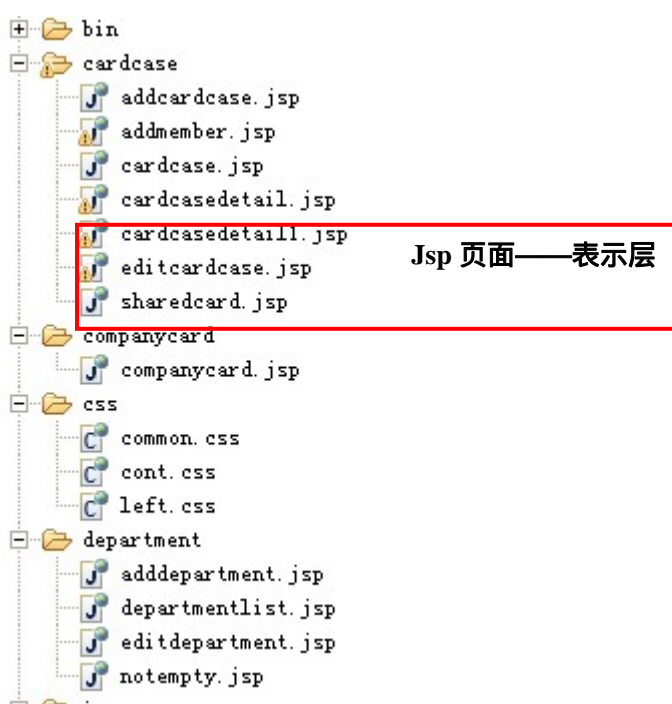 bin
cardcase
addcardcase.jsp
addmember.jsp
cardcase.jsp
cardcasedetail.jsp
cardcasedetail1.jsp
Jsp 页面——表示层
editcardcase.jsp
sharedcard.jsp
companycard
companycard.jsp
css
common.css
cont.css
left.css
department
adddepartment.jsp
departmentlist.jsp
editdepartment.jsp
notempty.jsp